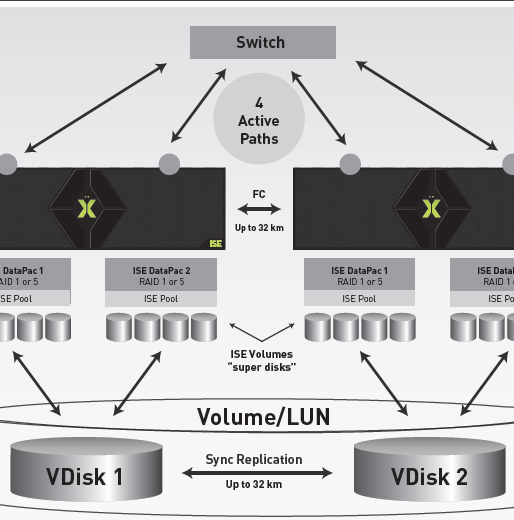 Switch
4
Active
Paths
FC
Up to 32 km
ISE
DataPac 1
RAID 1 or 5
ISE Pool
ISE DataPac 2
RAID 1 or 5
ISE Pool
ISE DataPac 1
RAID 1 or 5
ISE Pool
ISE
RAID 1
ISE
ISE Volumes
“super disks”
Volume/LUN
VDisk 1
Sync Replication
Up to 32 km
VDisk 2